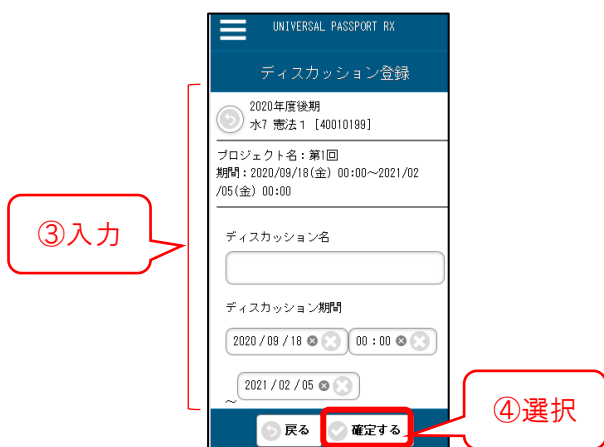 UNIVERSAL PASSPORT RX
ディスカッション登録
2020年度後期
水7 憲法1 [40010199]
プロジェクト名：第1回
期間：2020/09/18(金) 00:00～2021/02
/05(金) 00:00
③入力
ディスカッション名
ディスカッション期間
2020/09/18 00:00
2021/02/05
～
戻る 確定する
④選択